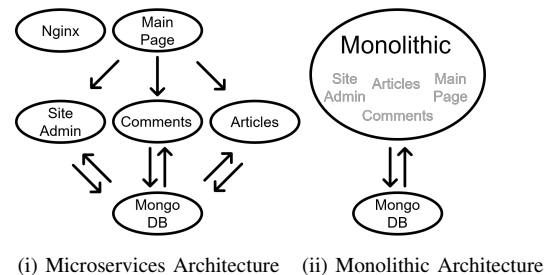 Nginx
Main
Page
Site
Admin
Comments
Articles
Mongo
DB
(i) Microservices Architecture
Monolithic
Site
Admin
Articles
Main
Page
Comments
Mongo
DB
(ii) Monolithic Architecture